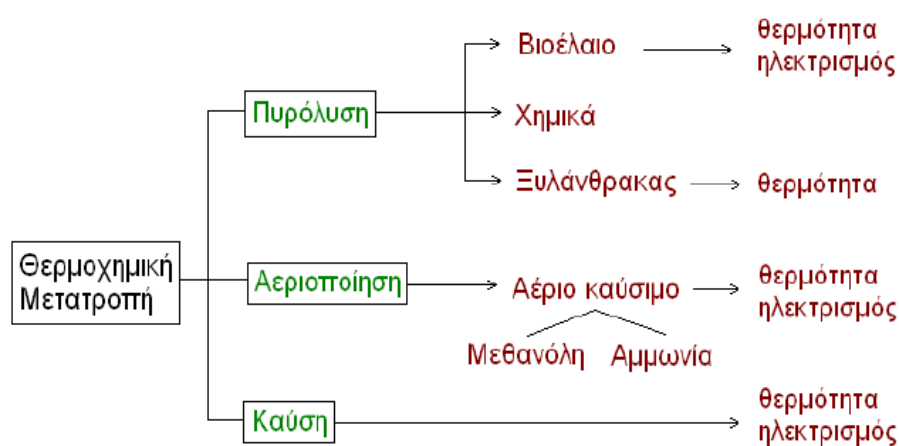 θερμότητα
ηλεκτρισμός
Βιοέλαιο
Πυρόλυση
Χημικά
Ξυλάνθρακας
θερμότητα
Θερμοχημική
Μετατροπή
Αεριοποίηση
Αέριο καύσιμο
θερμότητα
ηλεκτρισμός
Μεθανόλη
Αμμωνία
Καύση
θερμότητα
ηλεκτρισμός